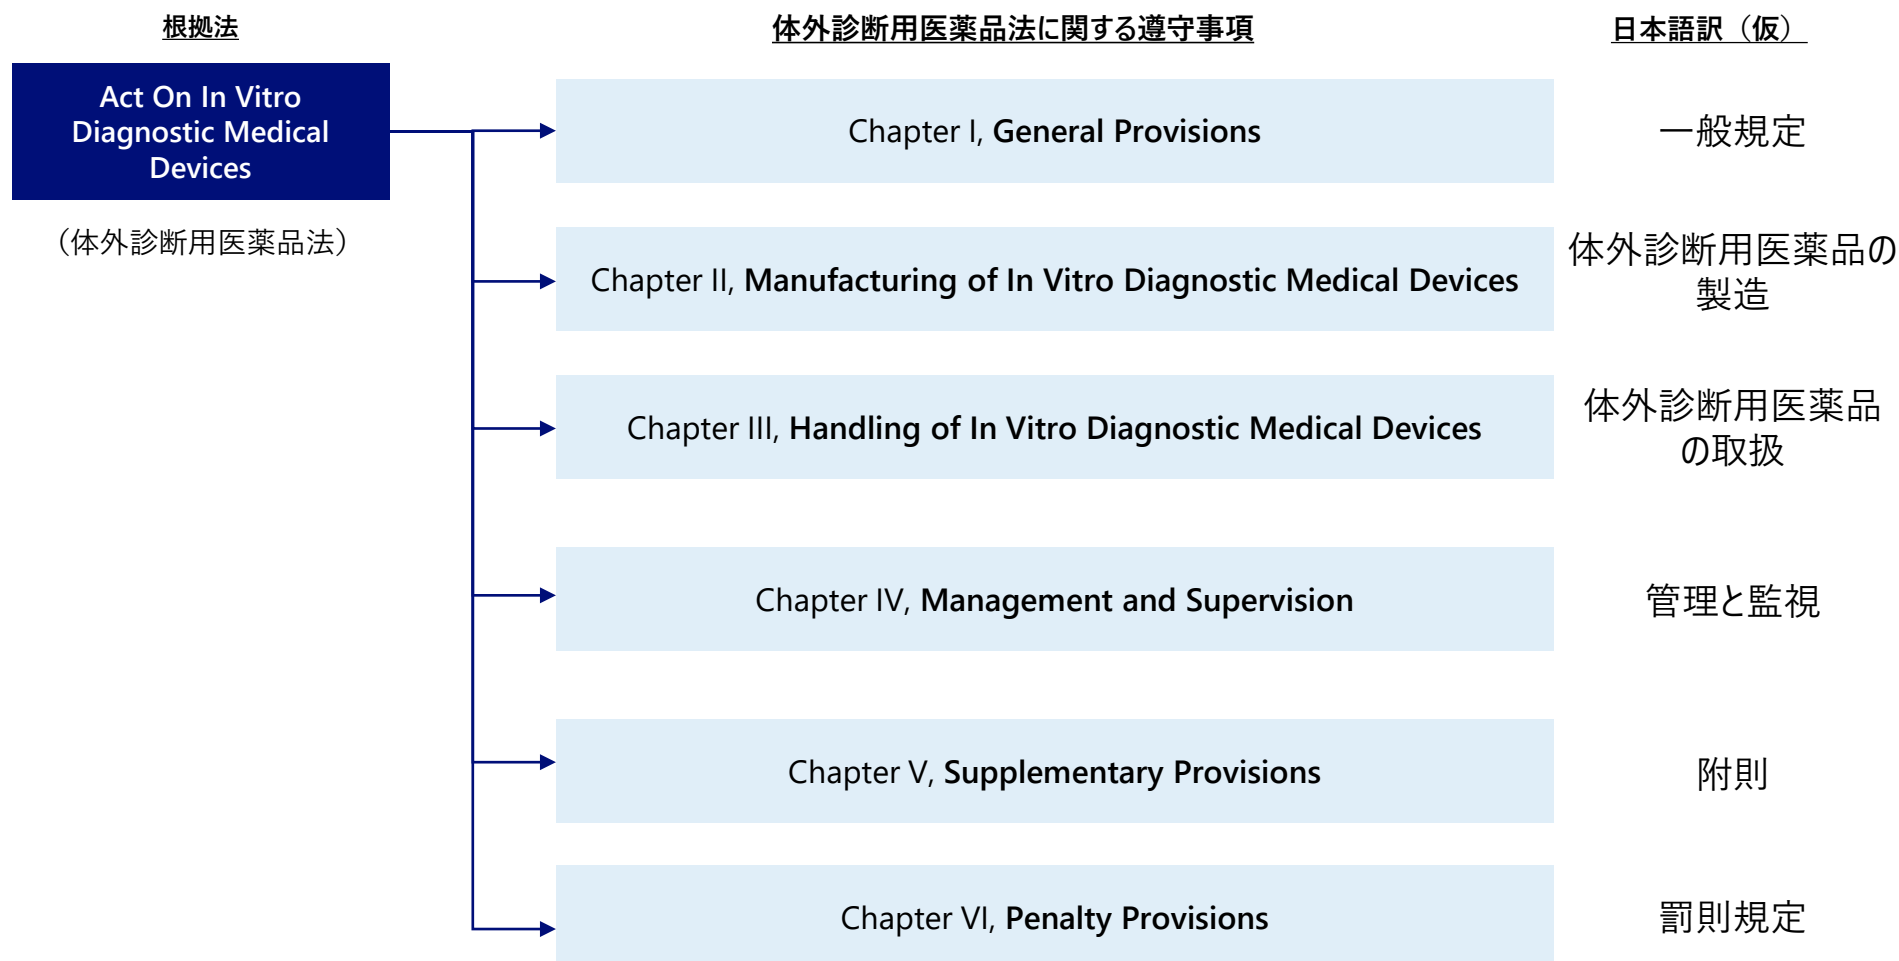 根拠法
体外診断用医薬品法に関する遵守事項
日本語訳（仮）
Act On In Vitro
Diagnostic Medical
Devices
（体外診断用医薬品法）
Chapter I, General Provisions
一般規定
Chapter II, Manufacturing of In Vitro Diagnostic Medical Devices
体外診断用医薬品の
製造
Chapter III, Handling of In Vitro Diagnostic Medical Devices
体外診断用医薬品
の取扱
Chapter IV, Management and Supervision
管理と監視
Chapter V, Supplementary Provisions
附則
Chapter VI, Penalty Provisions
罰則規定